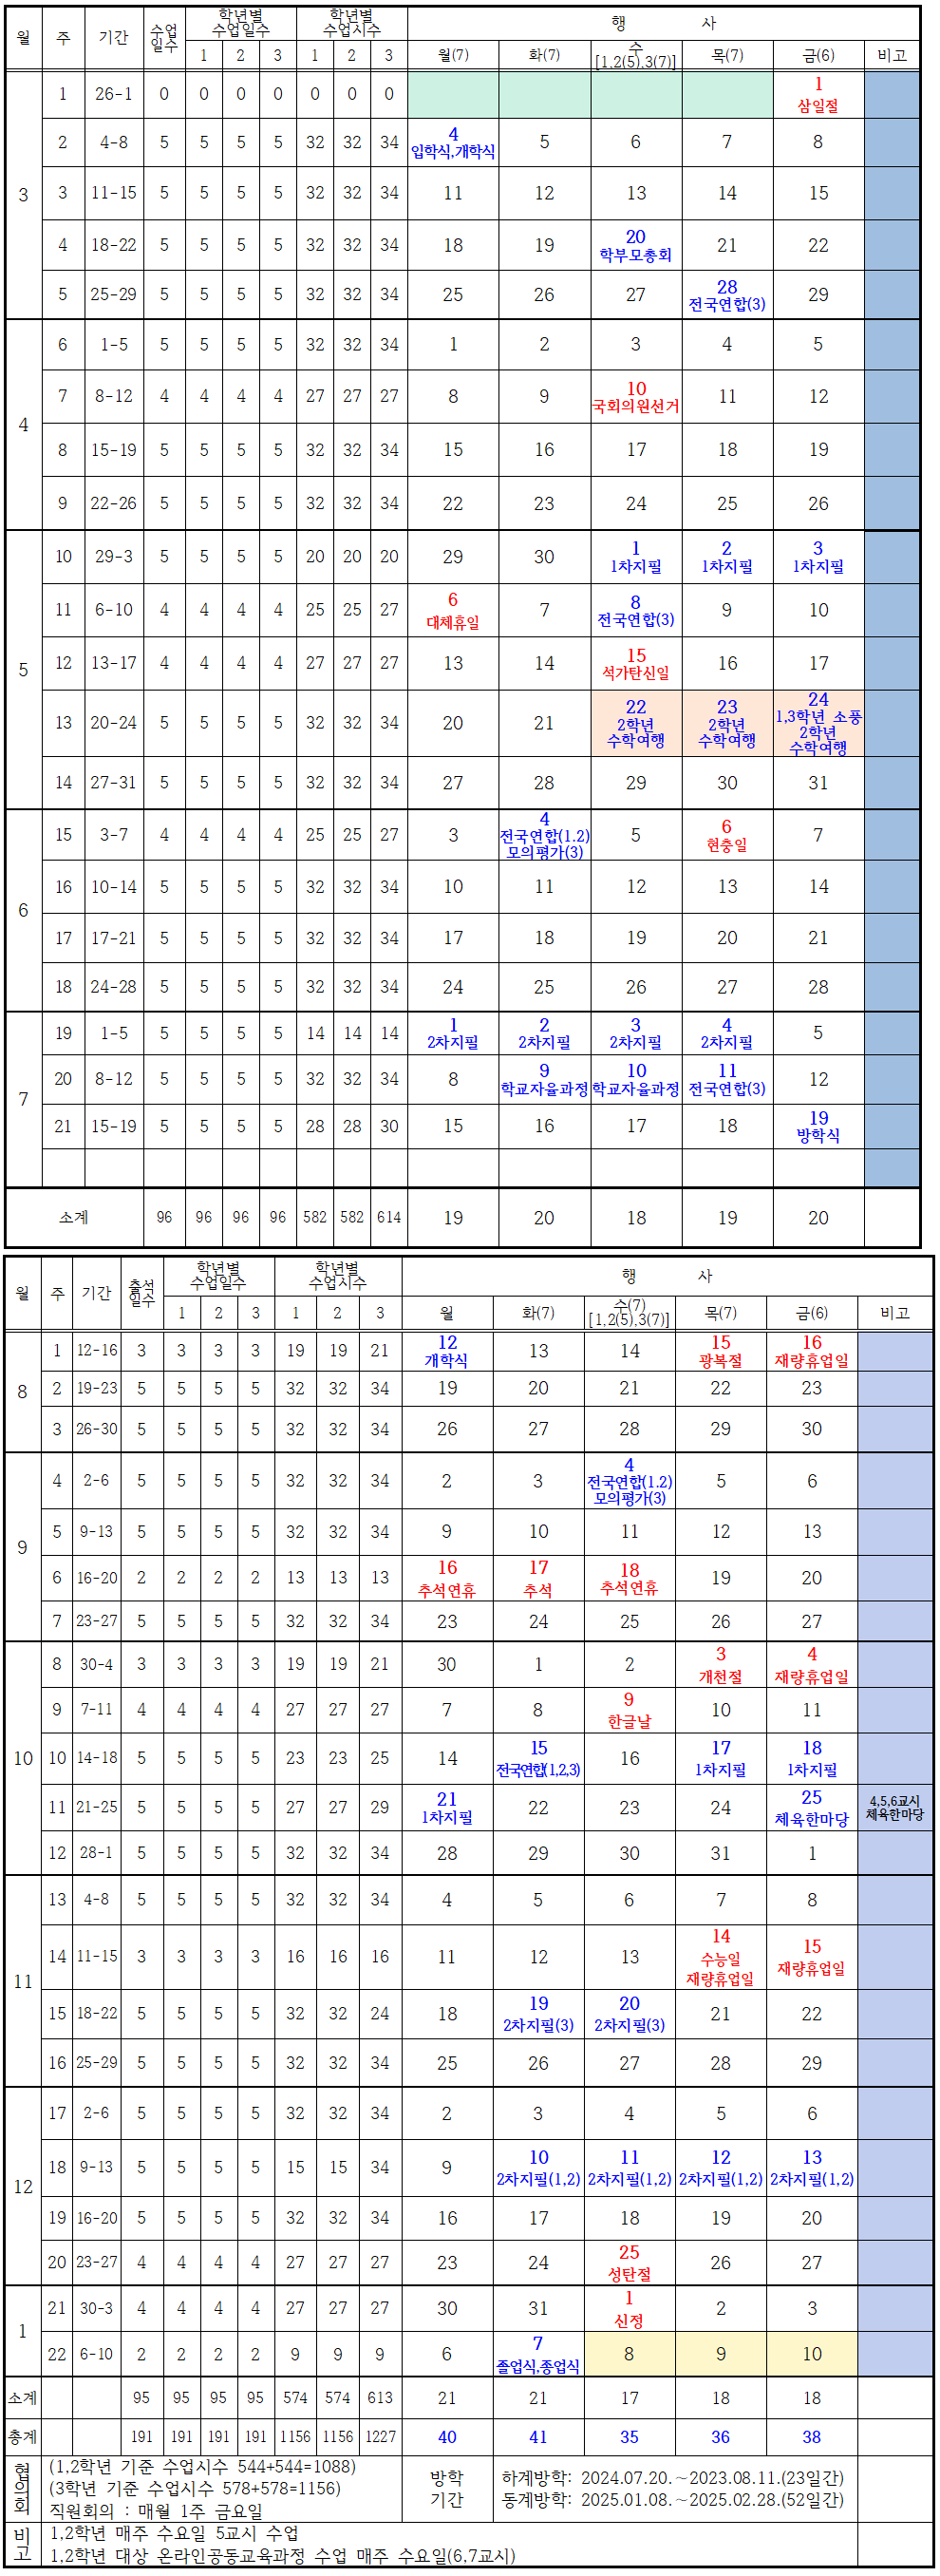 월 주 기간 수업일수 학년별 수업일수 학년별 수업시수 행 사
1 2 3 1 2 3 월(7) 화(7) 수[1,2(5),3(7)] 목(7) 금(6) 비고
3
1 26-1 0 0 0 0 0 0 0 1 삼일절
2 4-8 5 5 5 5 32 32 34 4 입학식,개학식 5 6 7 8
3 11-15 5 5 5 5 32 32 34 11 12 13 14 15
4 18-22 5 5 5 5 32 32 34 18 19 20 학부모총회 21 22
5 25-29 5 5 5 5 32 32 34 25 26 27 28 전국연합(3) 29
4
6 1-5 5 5 5 5 32 32 34 1 2 3 4 5
7 8-12 4 4 4 4 27 27 27 8 9 10 국회의원선거 11 12
8 15-19 5 5 5 5 32 32 34 15 16 17 18 19
9 22-26 5 5 5 5 32 32 34 22 23 24 25 26
5
10 29-3 5 5 5 5 20 20 20 29 30 1 1차지필 2 1차지필 3 1차지필
11 6-10 4 4 4 4 25 25 27 6 대체휴일 7 8 전국연합(3) 9 10
12 13-17 4 4 4 4 27 27 27 13 14 15 석가탄신일 16 17
13 20-24 5 5 5 5 32 32 34 20 21 22 2학년 수학여행 23 2학년 수학여행 24 1,3학년 소풍 2학년 수학여행
14 27-31 5 5 5 5 32 32 34 27 28 29 30 31
6
15 3-7 4 4 4 4 25 25 27 3 4 전국연합(1.2) 모의평가(3) 5 6 현충일 7
16 10-14 5 5 5 5 32 32 34 10 11 12 13 14
17 17-21 5 5 5 5 32 32 34 17 18 19 20 21
18 24-28 5 5 5 5 32 32 34 24 25 26 27 28
7
19 1-5 5 5 5 5 14 14 14 1 2차지필 2 2차지필 3 2차지필 4 2차지필 5
20 8-12 5 5 5 5 32 32 34 8 9 학교자율과정 10 학교자율과정 11 전국연합(3) 12
21 15-19 5 5 5 5 28 28 30 15 16 17 18 19 방학식
소계 96 96 96 96 582 582 614 19 20 18 19 20
월 주 기간 출석일수 학년별 수업일수 학년별 수업시수 행 사
1 2 3 1 2 3 월 화(7) 수(7)[1,2(5),3(7)] 목(7) 금(6) 비고
8
1 12-16 3 3 3 3 19 19 21 12 개학식 13 14 15 광복절 16 재량휴업일
2 19-23 5 5 5 5 32 32 34 19 20 21 22 23
3 26-30 5 5 5 5 32 32 34 26 27 28 29 30
9
4 2-6 5 5 5 5 32 32 34 2 3 4 전국연합(1.2) 모의평가(3) 5 6
5 9-13 5 5 5 5 32 32 34 9 10 11 12 13
6 16-20 2 2 2 2 13 13 13 16 추석연휴 17 추석 18 추석연휴 19 20
7 23-27 5 5 5 5 32 32 34 23 24 25 26 27
10
8 30-4 3 3 3 3 19 19 21 30 1 2 3 개천절 4 재량휴업일
9 7-11 4 4 4 4 27 27 27 7 8 9 한글날 10 11
10 14-18 5 5 5 5 23 23 25 14 15 전국연합(1,2,3) 16 17 1차지필 18 1차지필
11 21-25 5 5 5 5 27 27 29 21 1차지필 22 23 24 25 체육한마당 4,5,6교시 체육한마당
12 28-1 5 5 5 5 32 32 34 28 29 30 31 1
11
13 4-8 5 5 5 5 32 32 34 4 5 6 7 8
14 11-15 3 3 3 3 16 16 16 11 12 13 14 수능일 재량휴업일 15 재량휴업일
15 18-22 5 5 5 5 32 32 24 18 19 2차지필(3) 20 2차지필(3) 21 22
16 25-29 5 5 5 5 32 32 34 25 26 27 28 29
12
17 2-6 5 5 5 5 32 32 34 2 3 4 5 6
18 9-13 5 5 5 5 15 15 34 9 10 2차지필(1,2) 11 2차지필(1,2) 12 2차지필(1,2) 13 2차지필(1,2)
19 16-20 5 5 5 5 32 32 34 16 17 18 19 20
20 23-27 4 4 4 4 27 27 27 23 24 25 성탄절 26 27
1
21 30-3 4 4 4 4 27 27 27 30 31 1 신정 2 3
22 6-10 2 2 2 2 9 9 9 6 7 졸업식,종업식 8 9 10
소계 95 95 95 95 574 574 613 21 21 17 18 18
총계 191 191 191 191 1156 1156 1227 40 41 35 36 38
협의회
(1,2학년 기준 수업시수 544+544=1088)
(3학년 기준 수업시수 578+578=1156)
직원회의 : 매월 1주 금요일
방학 기간
하계방학: 2024.07.20.~2023.08.11.(23일간)
동계방학: 2025.01.08.~2025.02.28.(52일간)
비고
1,2학년 매주 수요일 5교시 수업
1,2학년 대상 온라인공동교육과정 수업 매주 수요일(6,7교시)